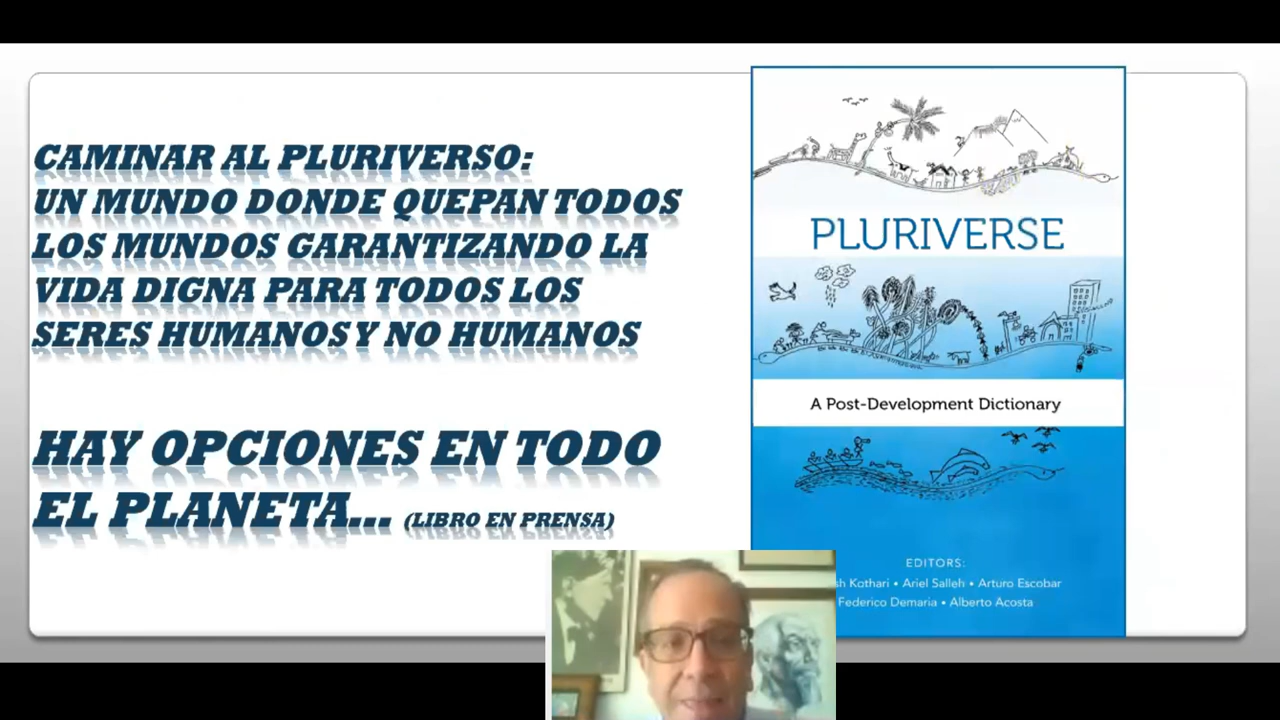 CAMINAR AL PLURIVERSO:
UN MUNDO DONDE QUEPAN TODOS
LOS MUNDOS GARANTIZANDO LA
VIDA DIGNA PARA TODOS LOS
SERES HUMANOS Y NO HUMANOS
HAY OPCIONES EN TODO
EL PLANETA... (LIBRO EN PRENSA)
PLURIVERSE
A Post-Development Dictionary
EDITORS:
Kothari • Ariel Salleh • Arturo Escobar
Federico Demaria • Alberto Acosta